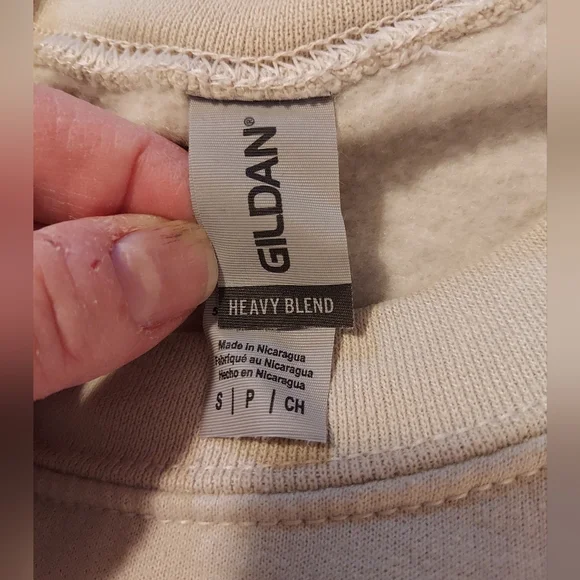 GILDAN®
HEAVY BLEND
Made in Nicaragua
Fabriqué au Nicaragua
Hecho en Nicaragua
S | P | CH